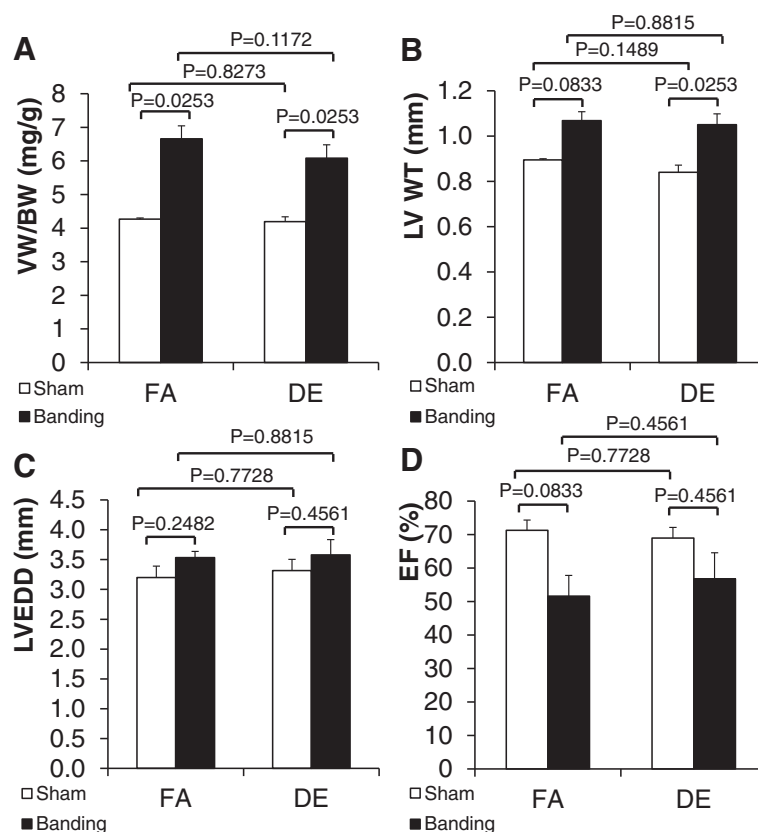 A
P=0.1172
P=0.8273
P=0.0253
P=0.0253
VW/BW (mg/g)
8
7
6
5
4
3
2
1
0
Sham
Banding
FA
DE
B
P=0.8815
P=0.1489
P=0.0833
P=0.0253
LV WT (mm)
1.2
1.0
0.8
0.6
0.4
0.2
0.0
Sham
Banding
FA
DE
C
P=0.8815
P=0.7728
P=0.2482
P=0.4561
LVEDD (mm)
4.5
4.0
3.5
3.0
2.5
2.0
1.5
1.0
0.5
0.0
Sham
Banding
FA
DE
D
P=0.4561
P=0.7728
P=0.0833
P=0.4561
EF (%)
80
70
60
50
40
30
20
10
0
Sham
Banding
FA
DE